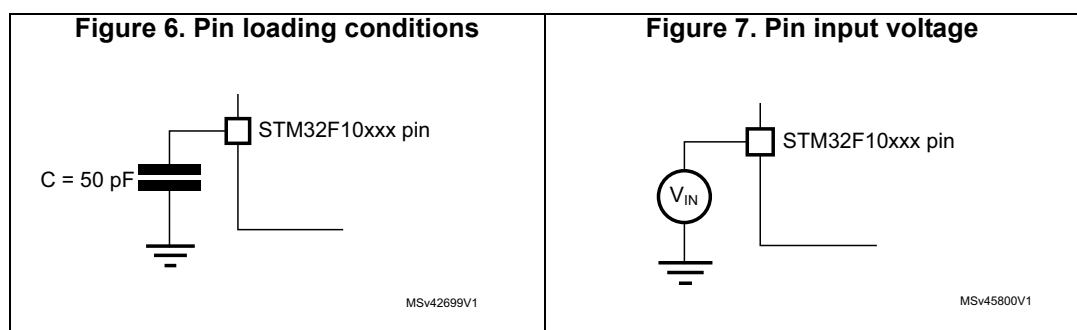 Figure 6. Pin loading conditions
STM32F10xxx pin
C = 50 pF
MSv42699V1
Figure 7. Pin input voltage
STM32F10xxx pin
VIN
MSv45800V1